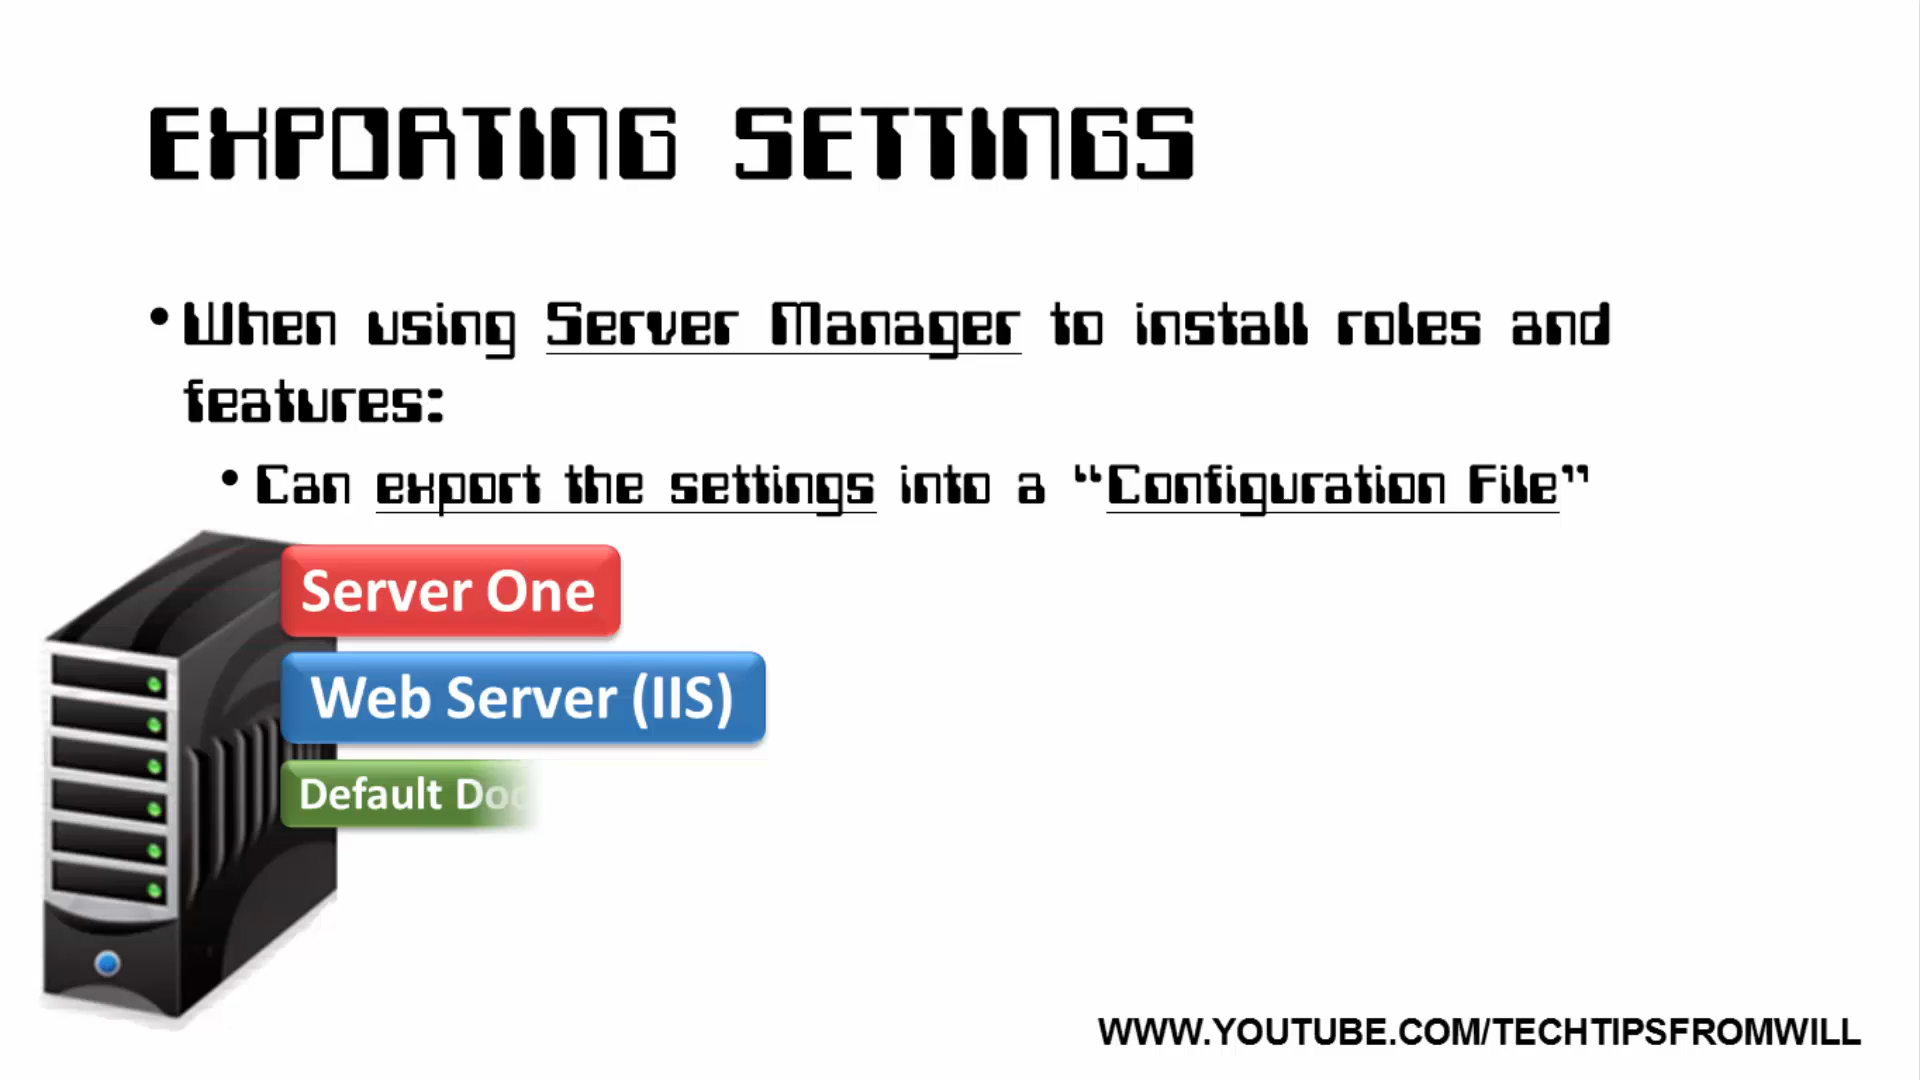 EXPORTING SETTINGS
• When using Server Manager to install roles and
features:
• Can export the settings into a “Configuration File”
Server One
Web Server (IIS)
Default
WWW.YOUTUBE.COM/TECHTIPSFROMWILL